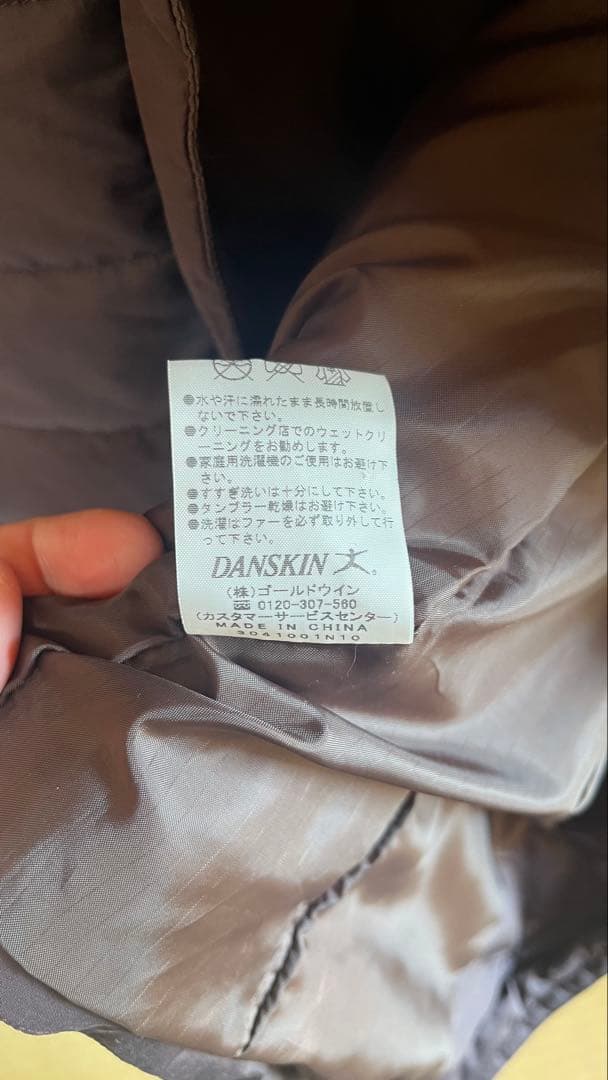 ●水や汗に濡れたまま長時間放置し
ないで下さい。
●クリーニング店でのウェットクリ
ーニングをお勧めします。
●家庭用洗濯機のご使用はお避け下
さい。
●すすぎ洗いは十分にして下さい。
●タンブラー乾燥はお避け下さい。
●洗濯はファーを必ず取り外して行
って下さい。
DANSKIN ®
(株)ゴールドウイン
0120-307-560
(カスタマーサービスセンター)
MADE IN CHINA
3041001N10